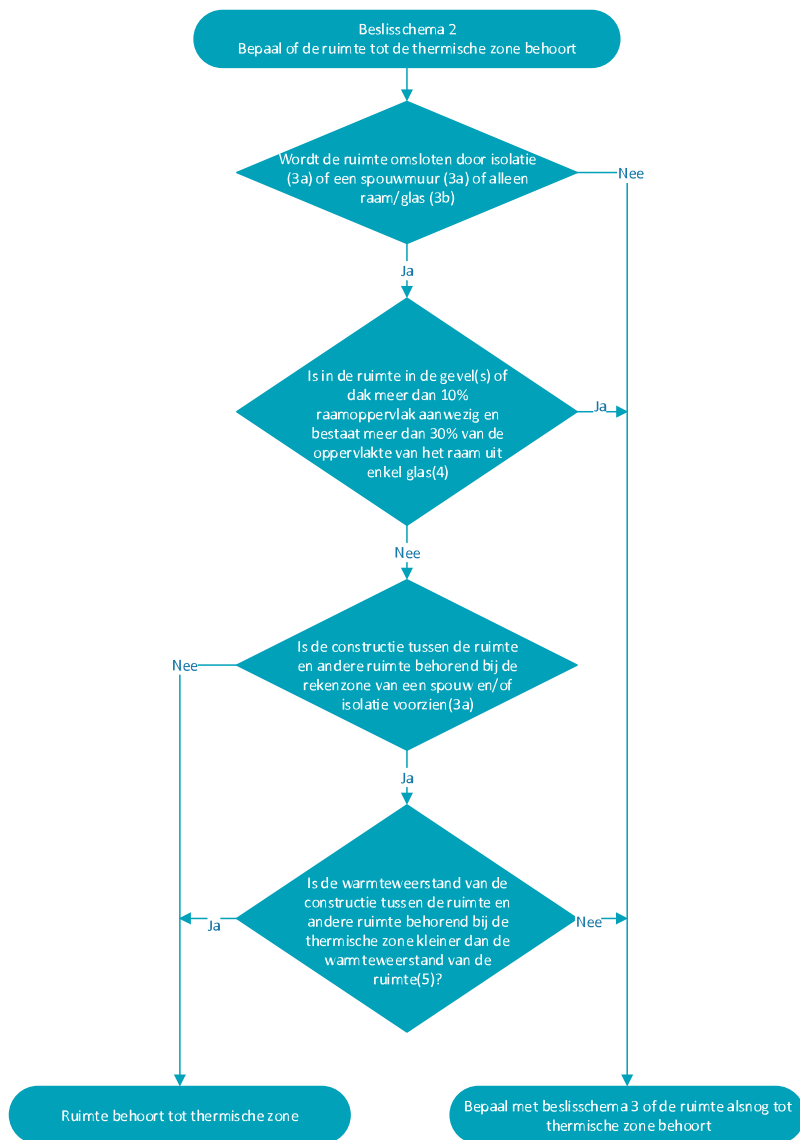 Beslisschema 2
Bepaal of de ruimte tot de thermische zone behoort
Wordt de ruimte omsloten door isolatie
(3a) of een spouwmuur (3a) of alleen
raam/glas (3b)
Nee
Ja
Is in de ruimte in de gevel(s) of
dak meer dan 10%
raamoppervlak aanwezig en
bestaat meer dan 30% van de
oppervlakte van het raam uit
enkel glas(4)
Ja
Nee
Is de constructie tussen de ruimte
en andere ruimte behorend bij de
rekenzone van een spouw en/of
isolatie voorzien(3a)
Nee
Ja
Is de warmteweerstand van de
constructie tussen de ruimte en
andere ruimte behorend bij de
thermische zone kleiner dan de
warmteweerstand van de
ruimte(5)?
Ja
Nee
Ruimte behoort tot thermische zone
Bepaal met beslisschema 3 of de ruimte alsnog tot
thermische zone behoort